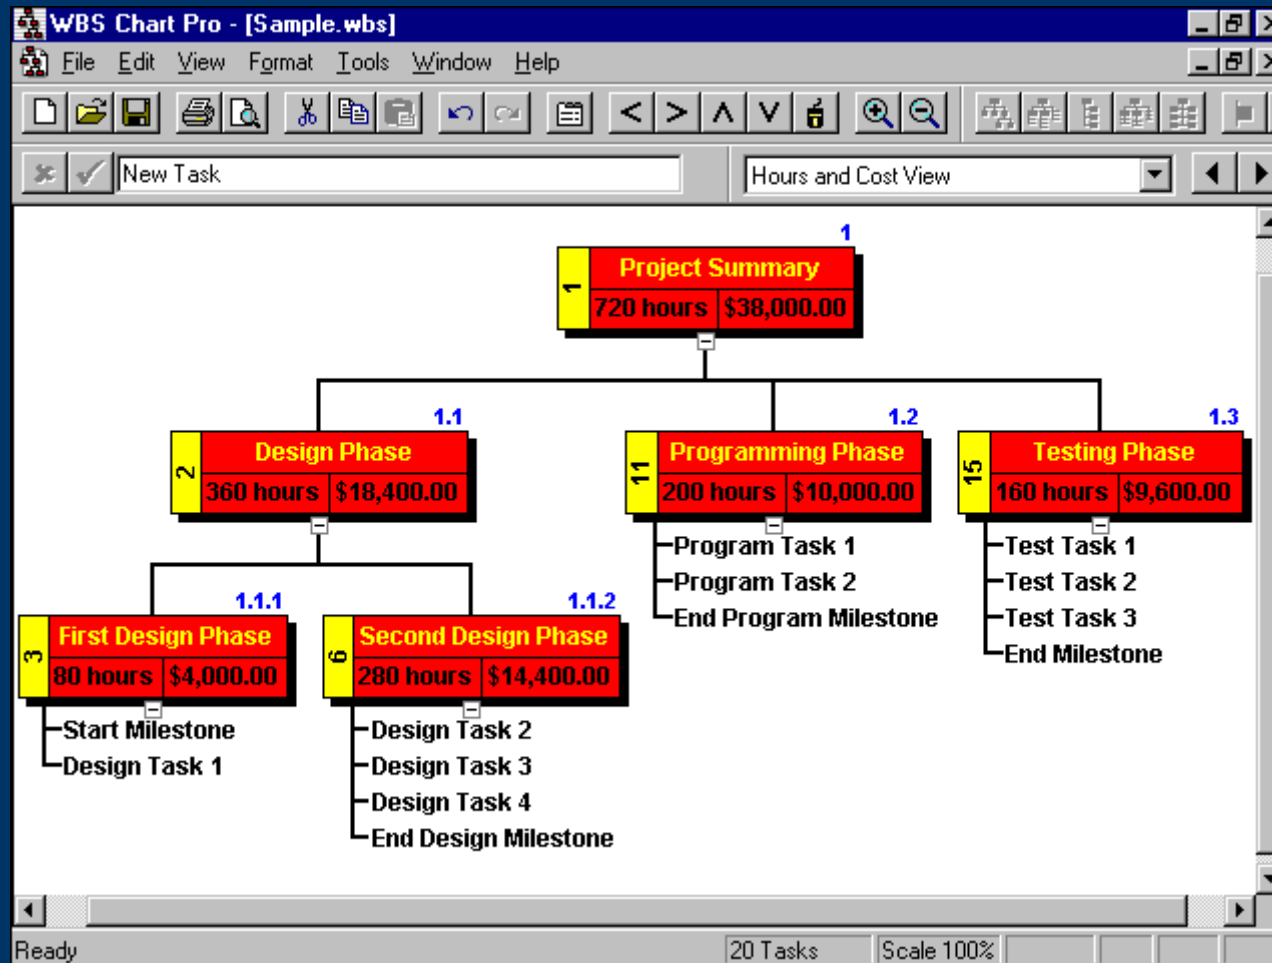 WBS Chart Pro - [Sample.wbs]
File Edit View Format Tools Window Help
New Task
Hours and Cost View
1
1 Project Summary
720 hours $38,000.00
1.1 1.2 1.3
2 Design Phase 11 Programming Phase 15 Testing Phase
360 hours $18,400.00 200 hours $10,000.00 160 hours $9,600.00
Program Task 1 Test Task 1
Program Task 2 Test Task 2
End Program Milestone Test Task 3
End Milestone
1.1.1 1.1.2
3 First Design Phase 6 Second Design Phase
80 hours $4,000.00 280 hours $14,400.00
Start Milestone Design Task 2
Design Task 1 Design Task 3
Design Task 4
End Design Milestone
Ready 20 Tasks Scale 100%